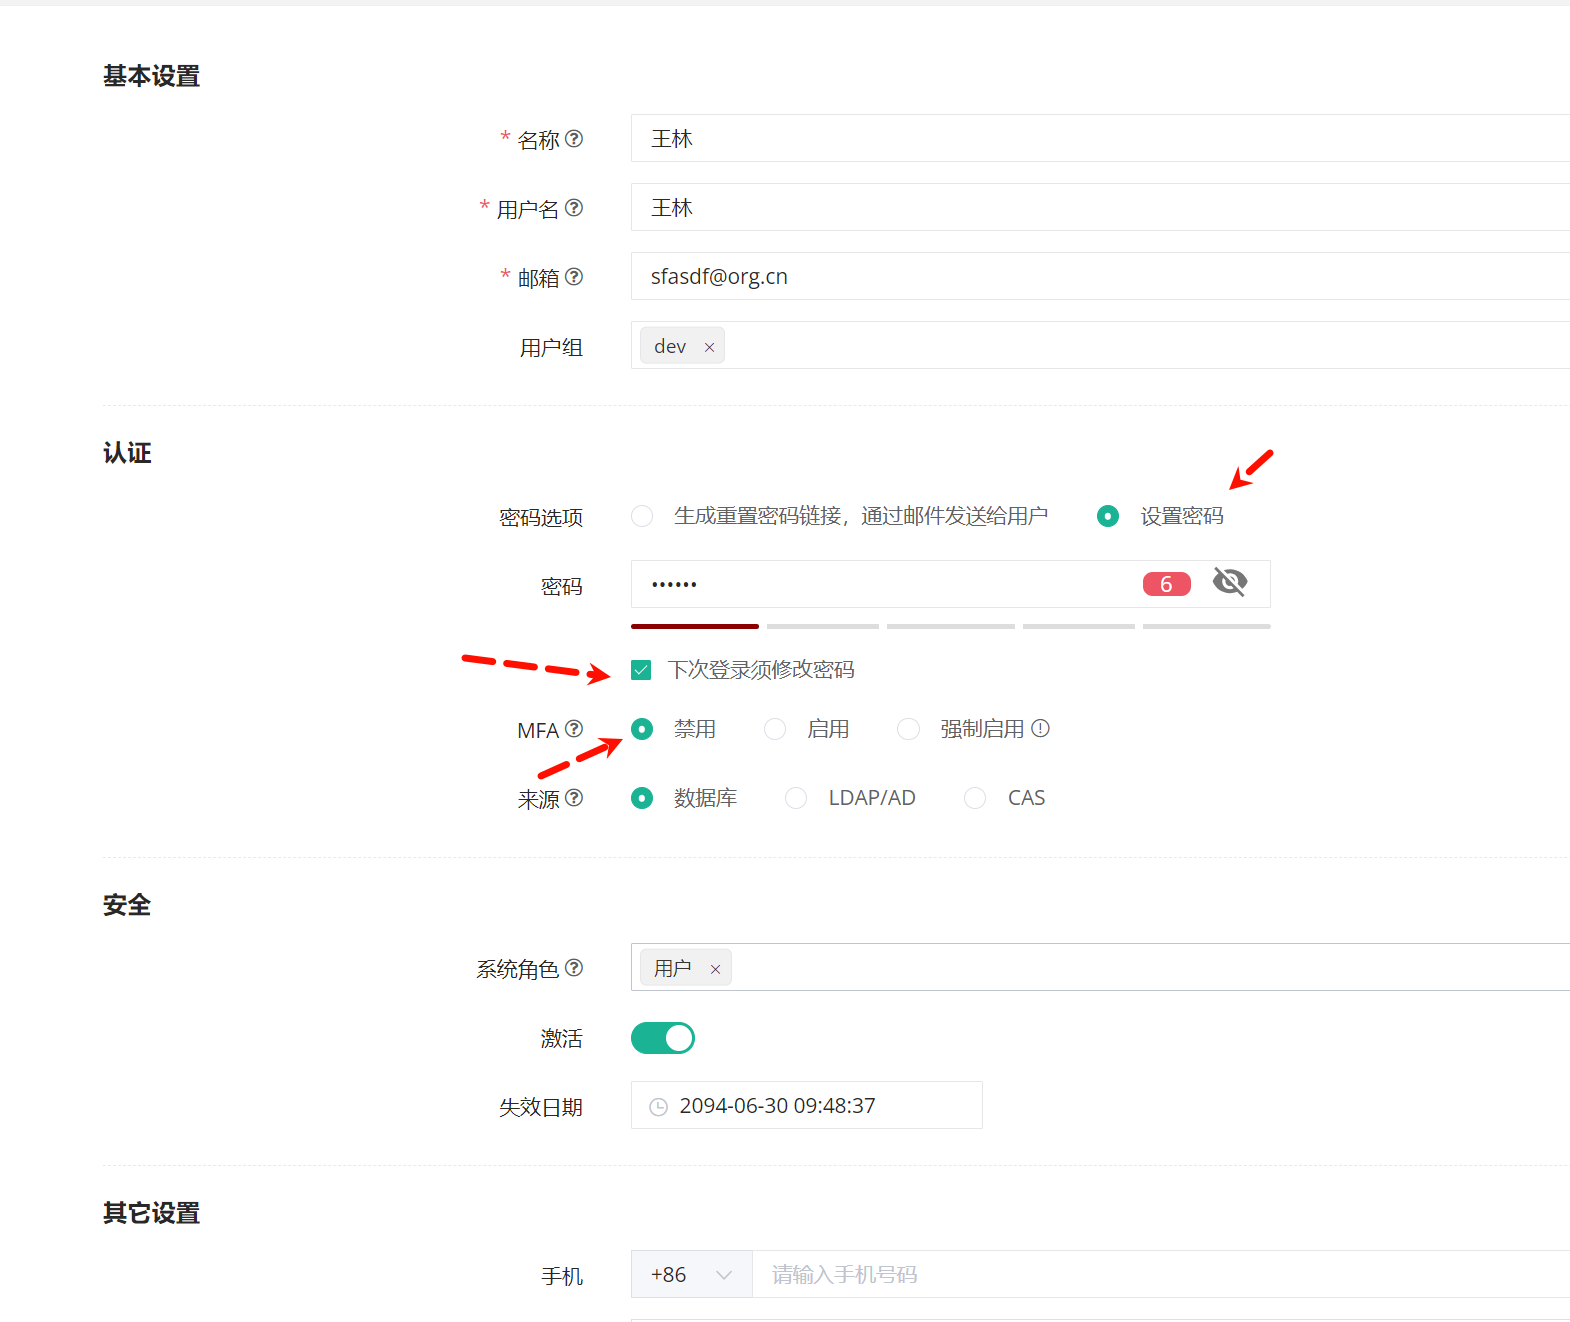 基本设置
* 名称 王林
* 用户名 王林
* 邮箱 sfasdf@org.cn
用户组 dev ×
认证
密码选项 生成重置密码链接，通过邮件发送给用户 设置密码
密码 •••••• 6
下次登录须修改密码
MFA 禁用 启用 强制启用
来源 数据库 LDAP/AD CAS
安全
系统角色 用户 ×
激活
失效日期 2094-06-30 09:48:37
其它设置
手机 +86 请输入手机号码